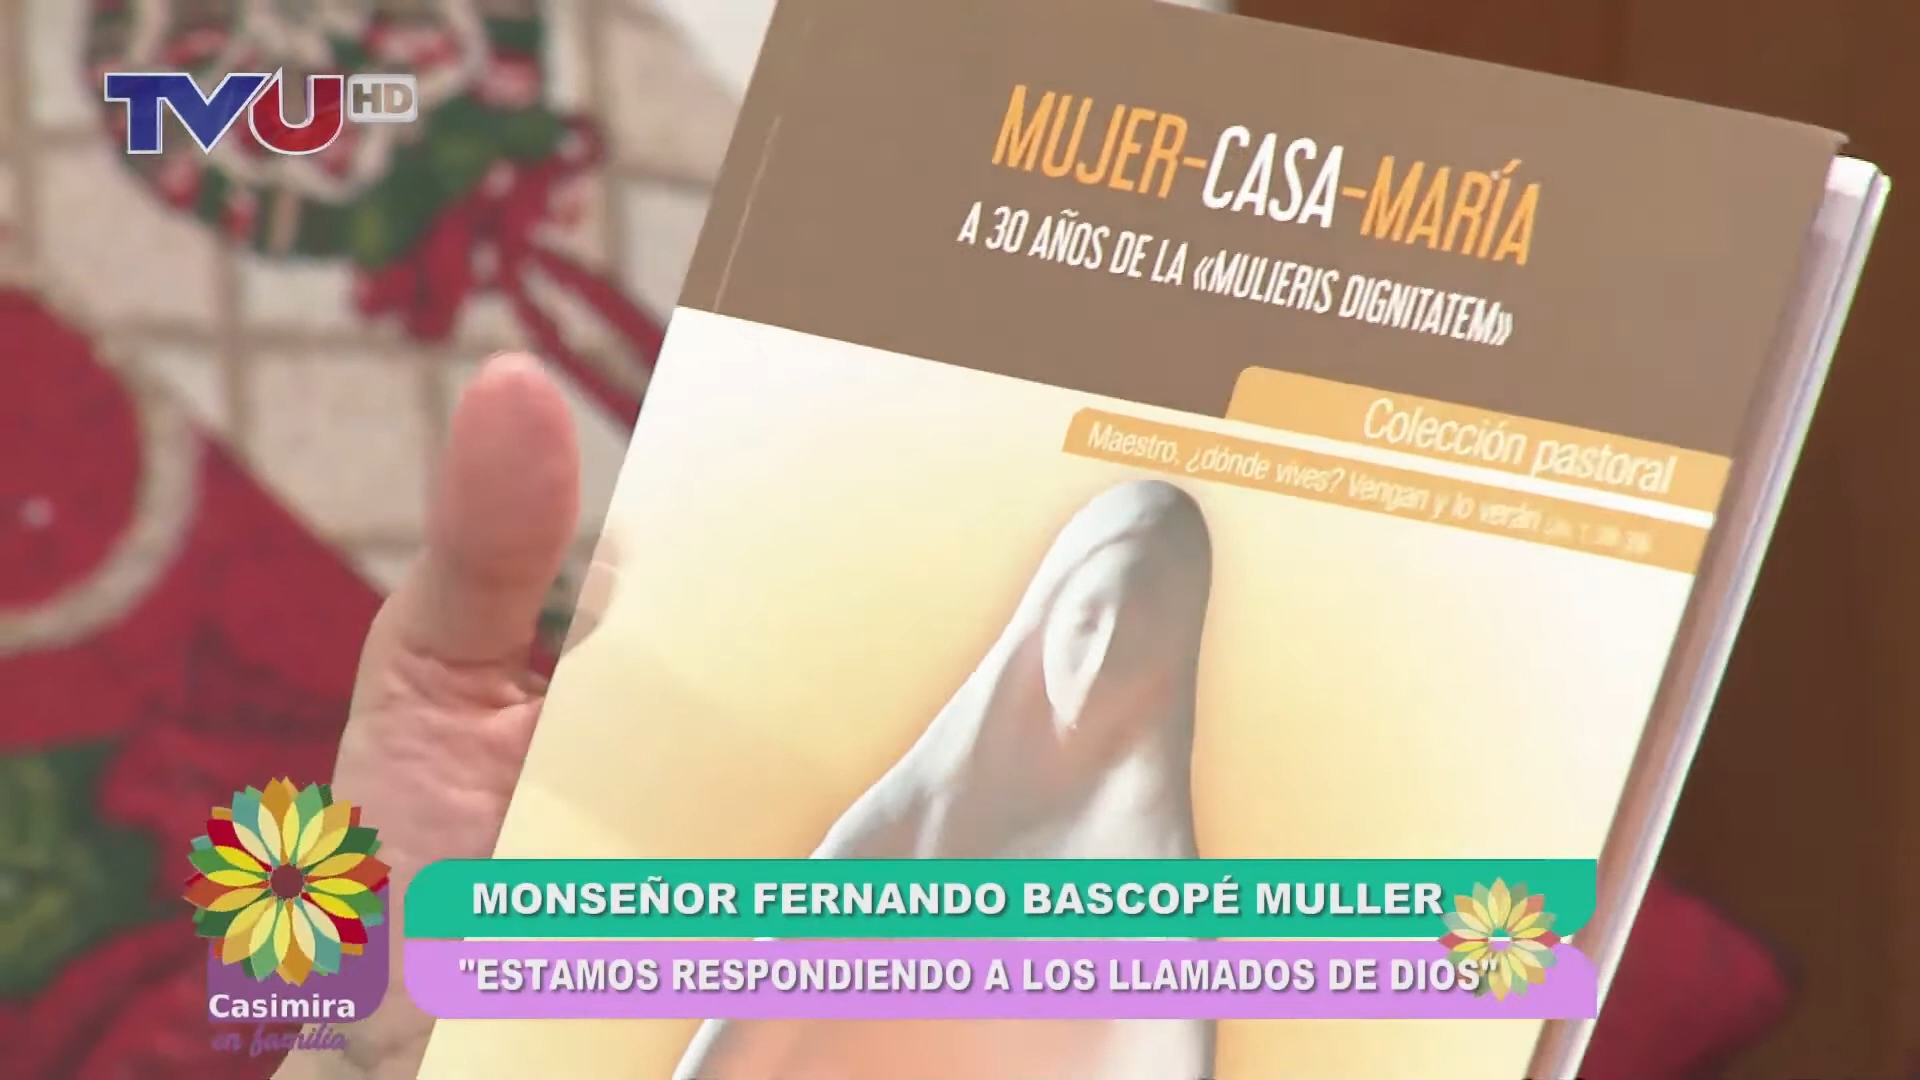 TVU HD
MUJER-CASA-MARÍA
A 30 AÑOS DE LA «MULIERIS DIGNITATEM»
Colección pastoral
Maestro, ¿dónde vives? Vengan y lo verán
MONSEÑOR FERNANDO BASCOPÉ MULLER
"ESTAMOS RESPONDIENDO A LOS LLAMADOS DE DIOS"
Casimira
en familia